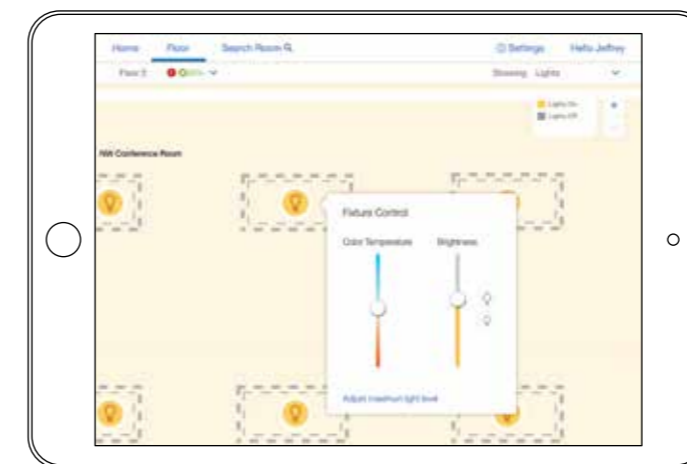 Home Floor Search Room Settings Hello Jeffrey
Floor 2 Showing Lights
Lights On
Lights Off
NW Conference Room
Fixture Control
Color Temperature Brightness
Adjust maximum light level